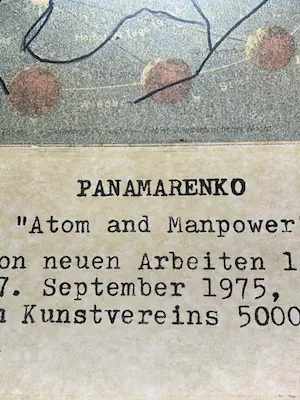 PANAMARENKO
"Atom and Manpower"
on neuen Arbeiten 1
7. September 1975,
n Kunstvereins 5000